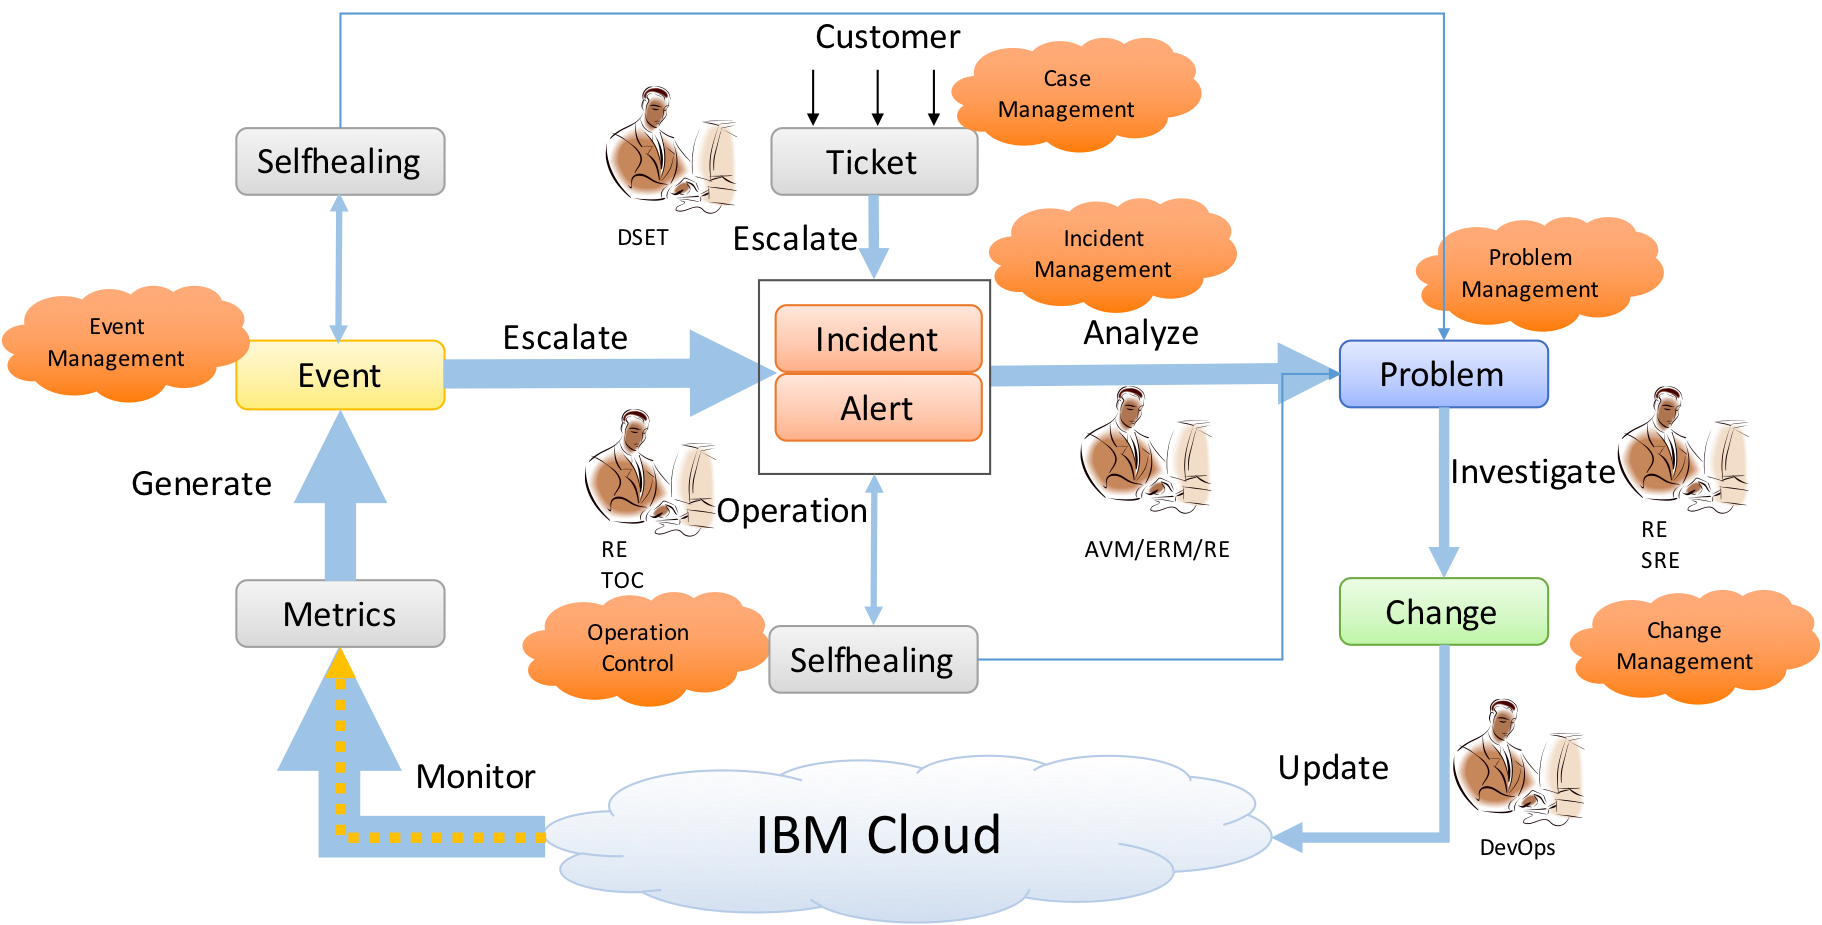 Customer
Case
Management
Selfhealing
Ticket
DSET
Escalate
Incident
Management
Problem
Management
Event
Management
Escalate
Incident
Analyze
Event
Alert
Problem
Generate
Operation
Investigate
RE
TOC
AVM/ERM/RE
RE
SRE
Metrics
Operation
Control
Selfhealing
Change
Change
Management
Monitor
IBM Cloud
Update
DevOps